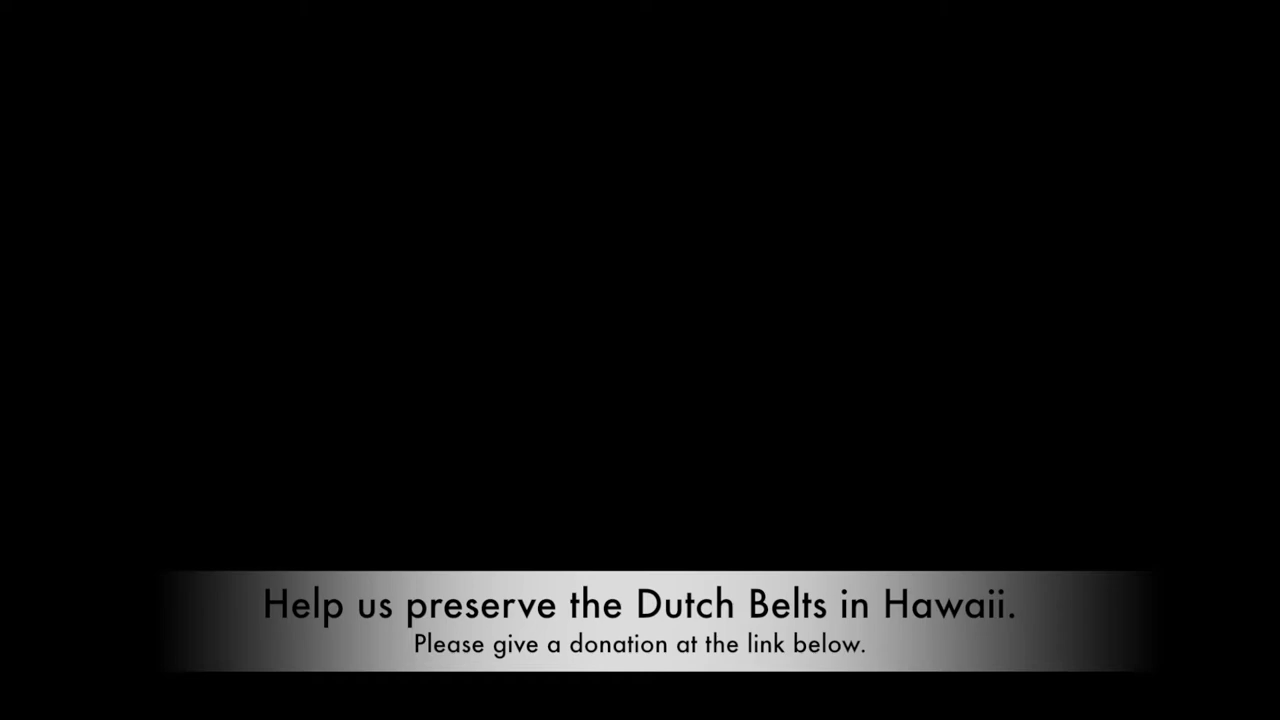 Help us preserve the Dutch Belts in Hawaii.
Please give a donation at the link below.